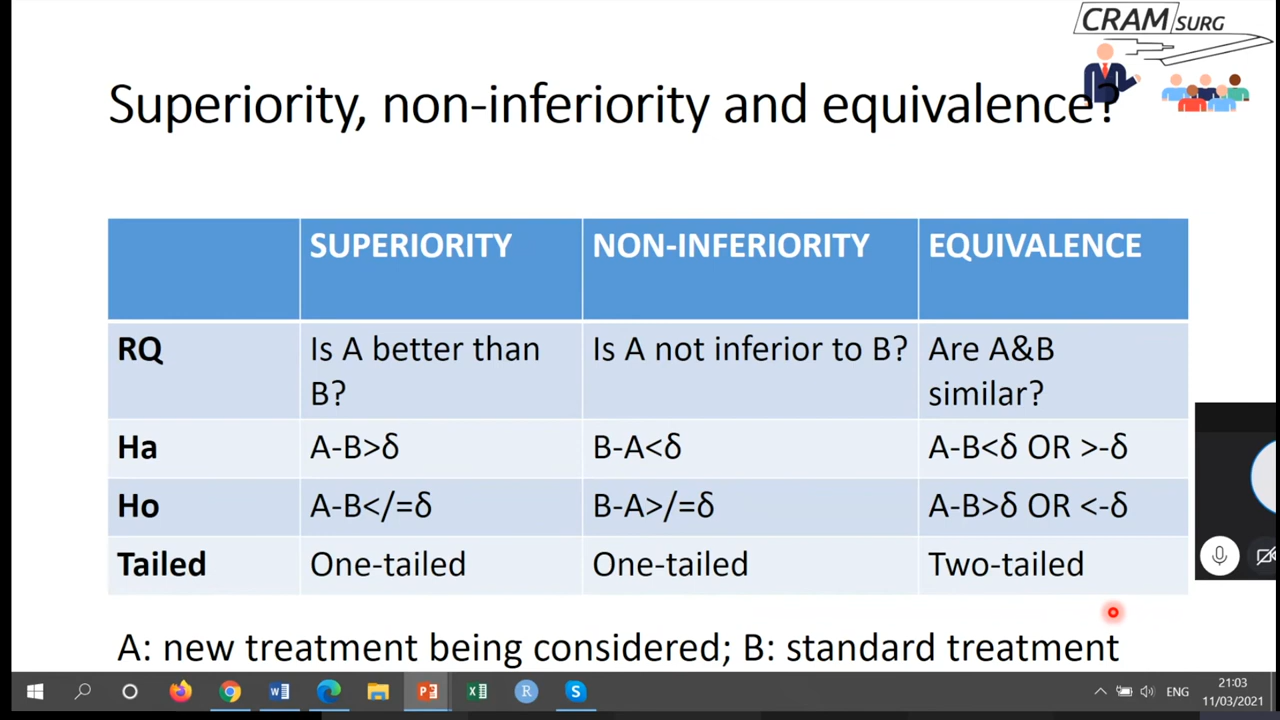 CRAM SURG
Superiority, non-inferiority and equivalence?
SUPERIORITY NON-INFERIORITY EQUIVALENCE
RQ Is A better than B? Is A not inferior to B? Are A&B similar?
Ha A-B>δ B-A<δ A-B<δ OR >-δ
Ho A-B</=δ B-A>/=δ A-B>δ OR <-δ
Tailed One-tailed One-tailed Two-tailed
A: new treatment being considered; B: standard treatment
W P X R S ENG 21:03
11/03/2021